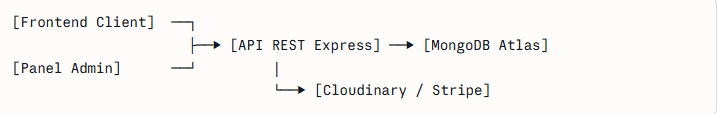 [Frontend Client]
[API REST Express] [MongoDB Atlas]
[Panel Admin]
[Cloudinary / Stripe]